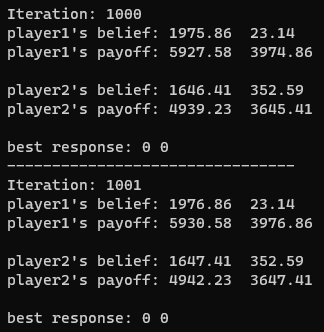 Iteration: 1000
player1's belief: 1975.86  23.14
player1's payoff: 5927.58  3974.86
player2's belief: 1646.41  352.59
player2's payoff: 4939.23  3645.41
best response: 0 0
--------------------------------
Iteration: 1001
player1's belief: 1976.86  23.14
player1's payoff: 5930.58  3976.86
player2's belief: 1647.41  352.59
player2's payoff: 4942.23  3647.41
best response: 0 0